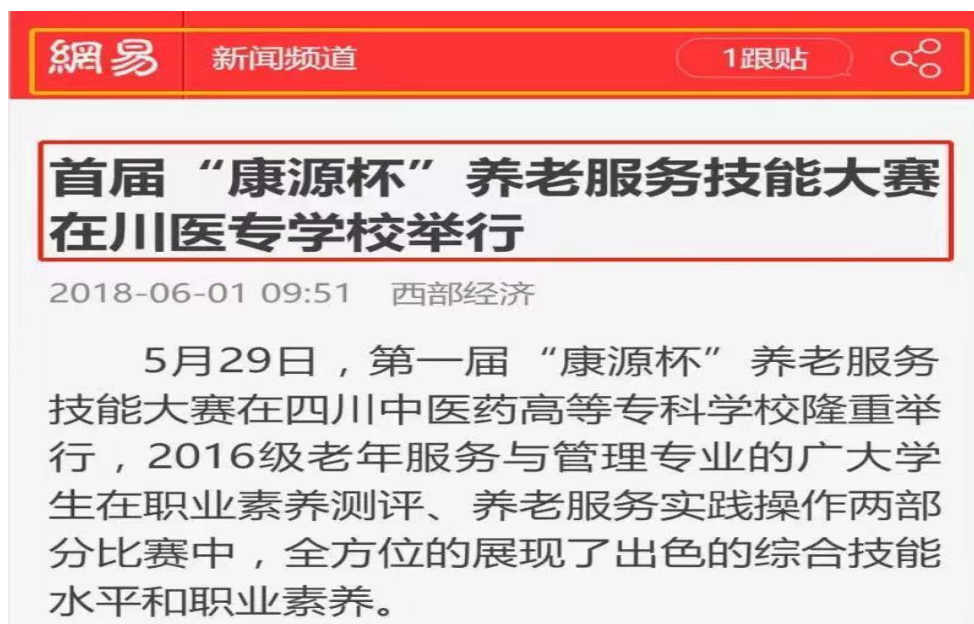 網易 新闻频道 1跟贴
首届“康源杯”养老服务技能大赛
在川医专学校举行
2018-06-01 09:51 西部经济
5月29日，第一届“康源杯”养老服务
技能大赛在四川中医药高等专科学校隆重举
行，2016级老年服务与管理专业的广大学
生在职业素养测评、养老服务实践操作两部
分比赛中，全方位的展现了出色的综合技能
水平和职业素养。